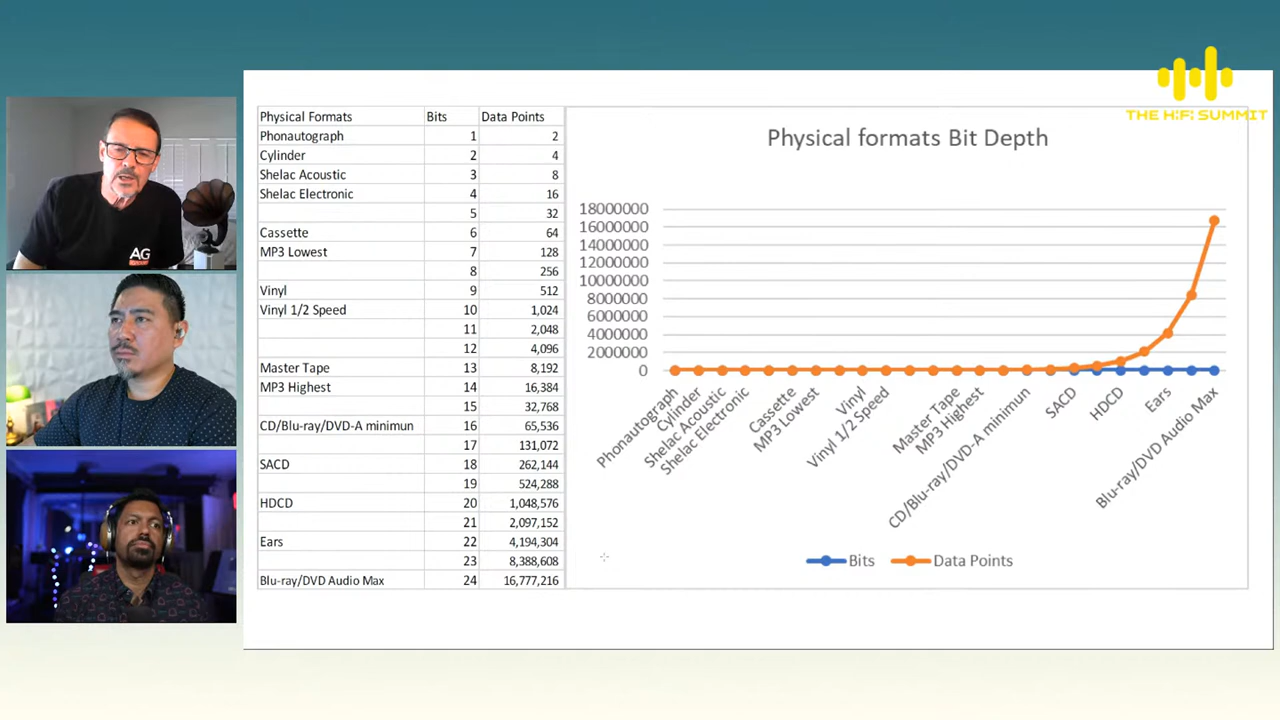 THE HIFI SUMMIT
Physical Formats Bits Data Points
Phonautograph 1 2
Cylinder 2 4
Shelac Acoustic 3 8
Shelac Electronic 4 16
5 32
Cassette 6 64
MP3 Lowest 7 128
8 256
Vinyl 9 512
Vinyl 1/2 Speed 10 1,024
11 2,048
12 4,096
Master Tape 13 8,192
MP3 Highest 14 16,384
15 32,768
CD/Blu-ray/DVD-A minimun 16 65,536
17 131,072
SACD 18 262,144
19 524,288
HDCD 20 1,048,576
21 2,097,152
Ears 22 4,194,304
23 8,388,608
Blu-ray/DVD Audio Max 24 16,777,216
Physical formats Bit Depth
18000000
16000000
14000000
12000000
10000000
8000000
6000000
4000000
2000000
0
Phonautograph
Cylinder
Shelac Acoustic
Shelac Electronic
Cassette
MP3 Lowest
Vinyl
Vinyl 1/2 Speed
Master Tape
MP3 Highest
CD/Blu-ray/DVD-A minimun
SACD
HDCD
Ears
Blu-ray/DVD Audio Max
Bits Data Points
AG